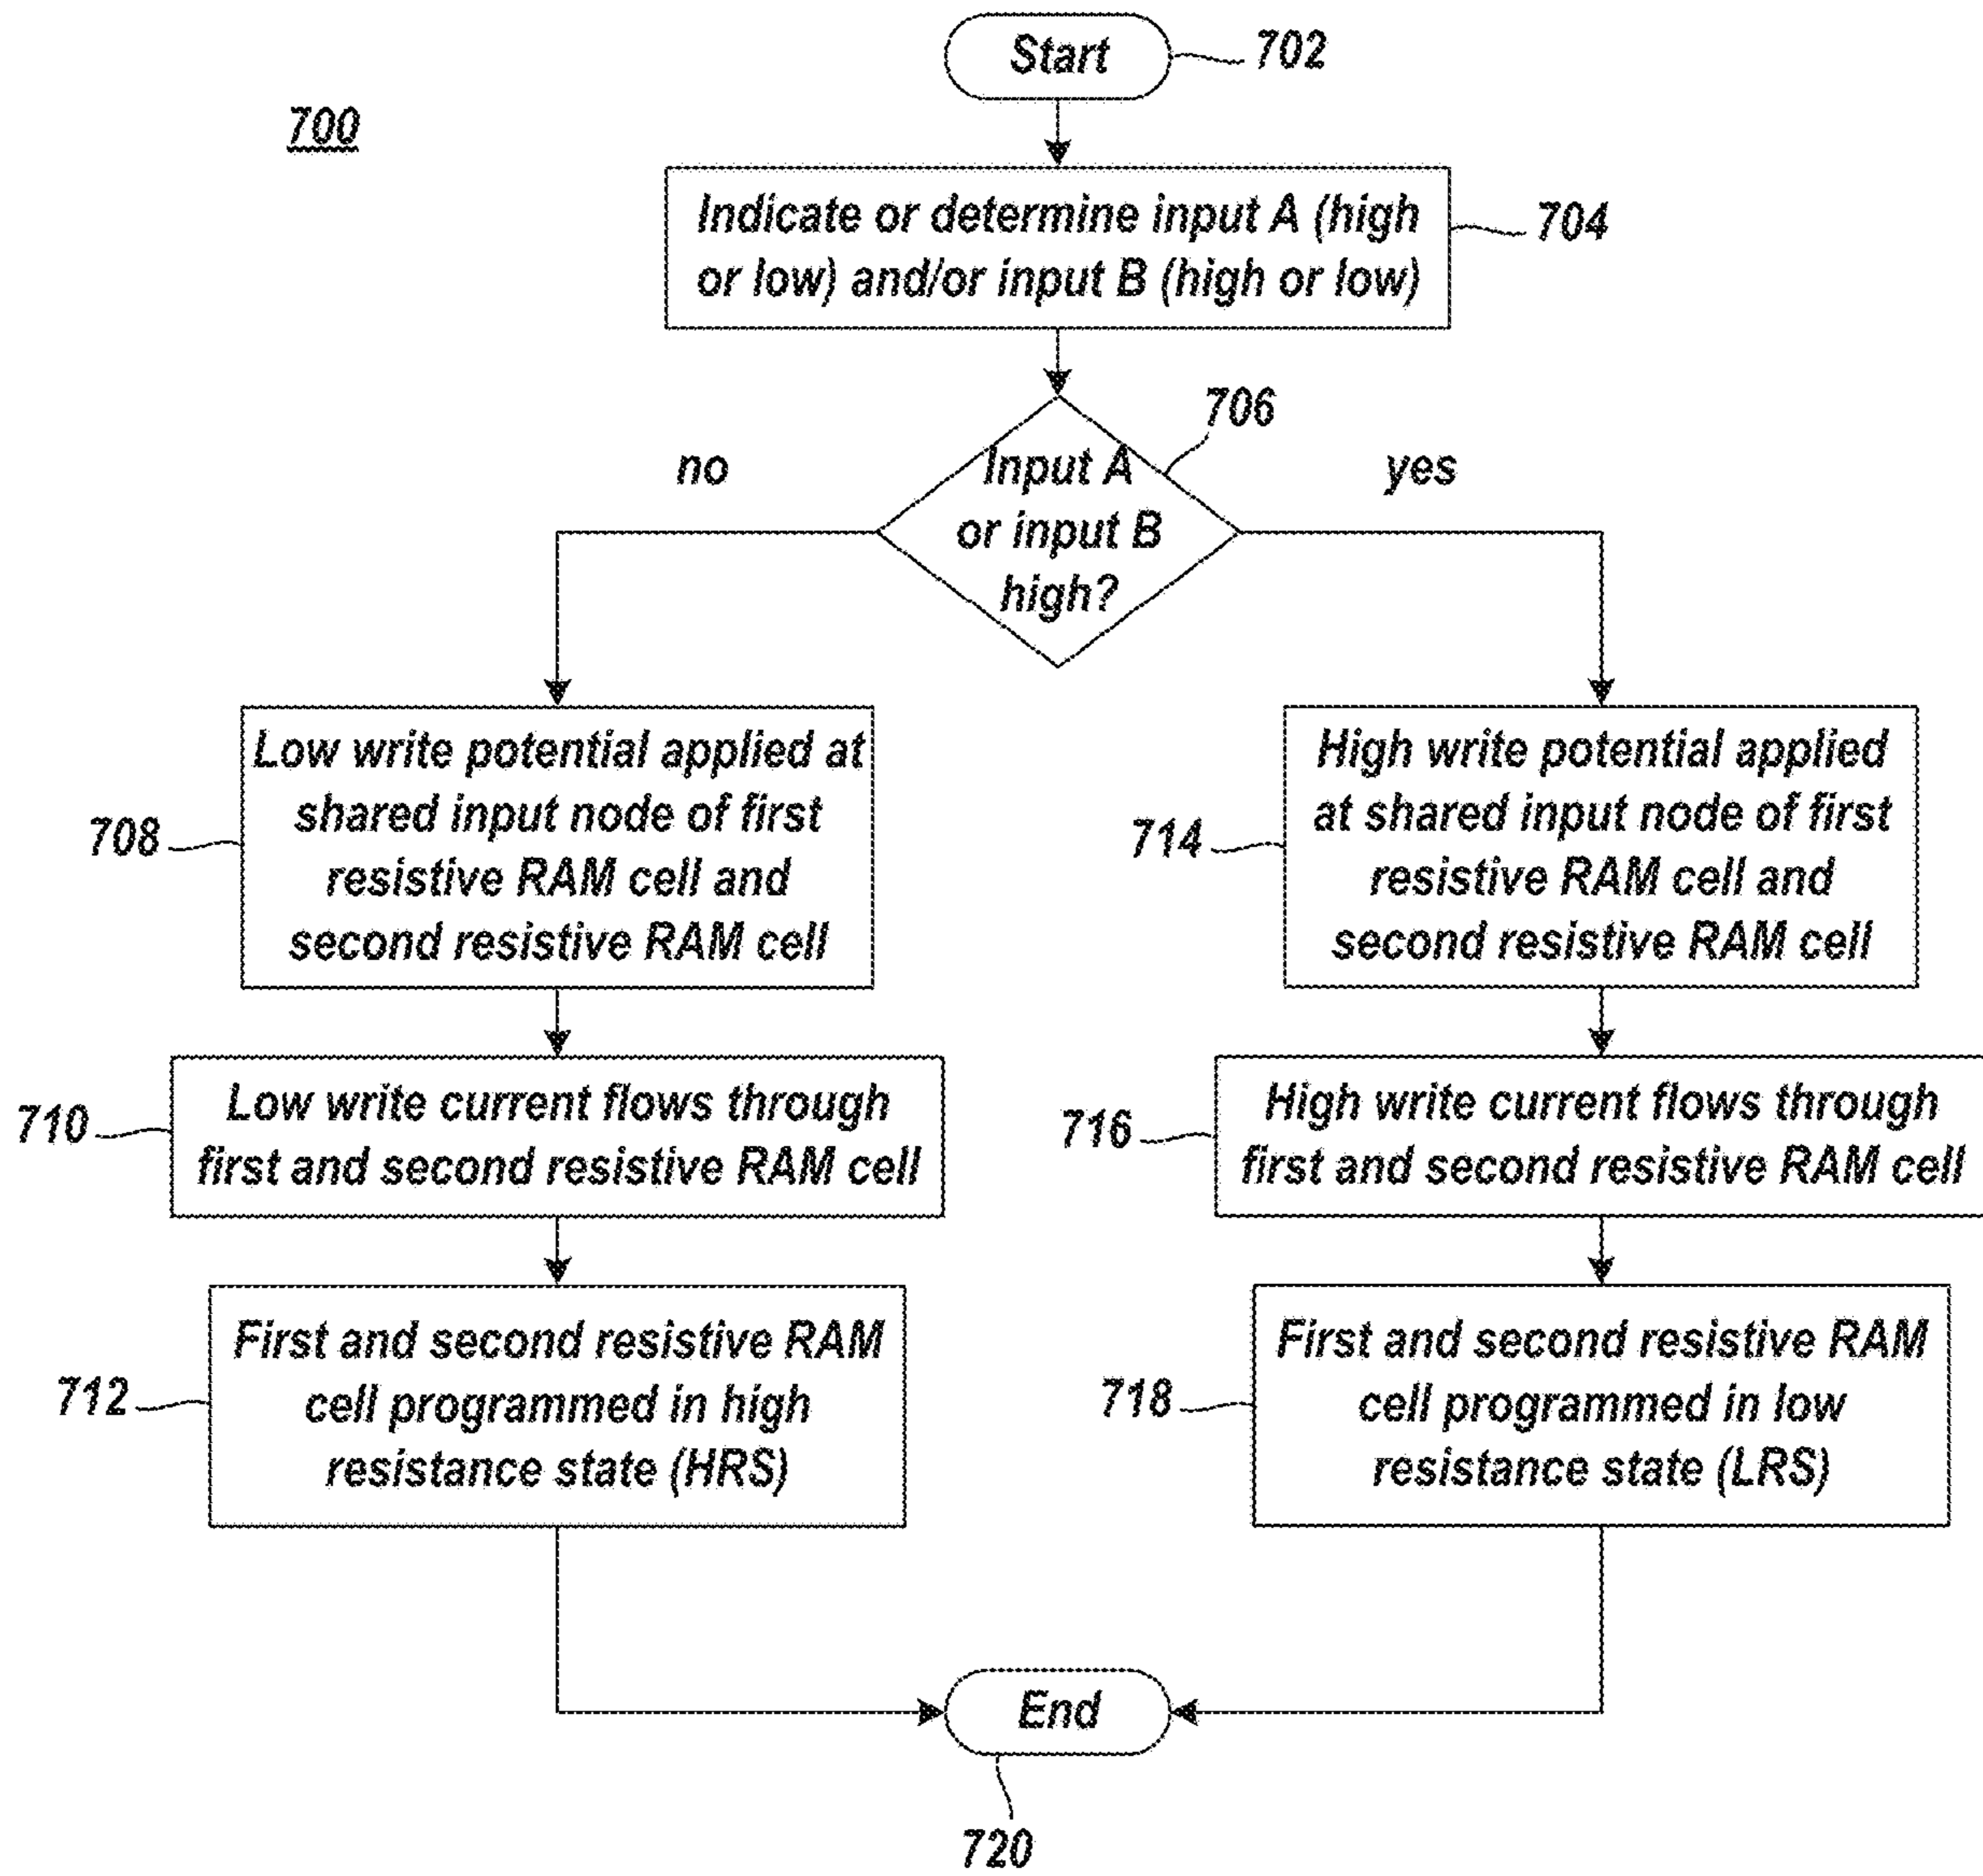 Start
702
700
Indicate or determine input A (high
or low) and/or input B (high or low)
704
706
Input A
or input B
high?
no
yes
Low write potential applied at
shared input node of first
resistive RAM cell and
second resistive RAM cell
708
High write potential applied
at shared input node of first
resistive RAM cell and
second resistive RAM cell
714
Low write current flows through
first and second resistive RAM cell
710
High write current flows through
first and second resistive RAM cell
716
First and second resistive RAM
cell programmed in high
resistance state (HRS)
712
First and second resistive RAM
cell programmed in low
resistance state (LRS)
718
End
720